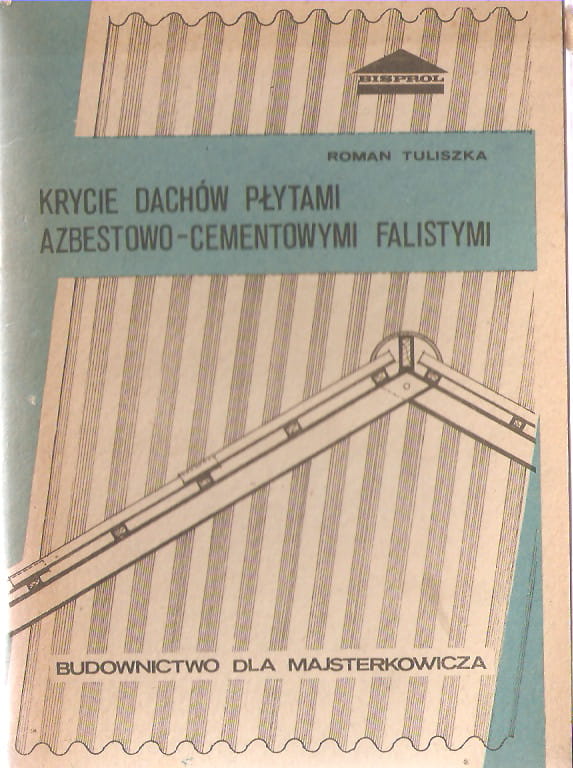 BISPROL
ROMAN TULISZKA
KRYCIE DACHÓW PŁYTAMI
AZBESTOWO-CEMENTOWYMI FALISTYMI
BUDOWNICTWO DLA MAJSTERKOWICZA